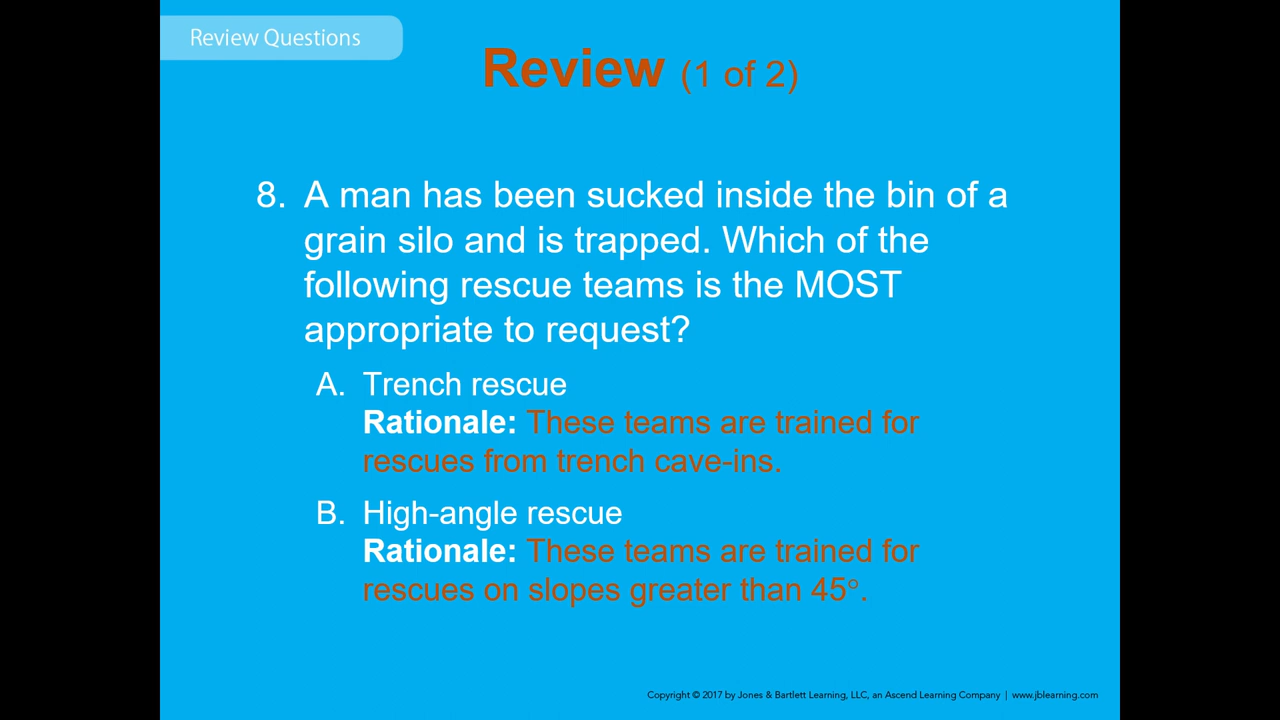 Review Questions
Review (1 of 2)
8. A man has been sucked inside the bin of a
grain silo and is trapped. Which of the
following rescue teams is the MOST
appropriate to request?
A. Trench rescue
Rationale: These teams are trained for
rescues from trench cave-ins.
B. High-angle rescue
Rationale: These teams are trained for
rescues on slopes greater than 45°.
Copyright © 2017 by Jones & Bartlett Learning, LLC, an Ascend Learning Company | www.jblearning.com